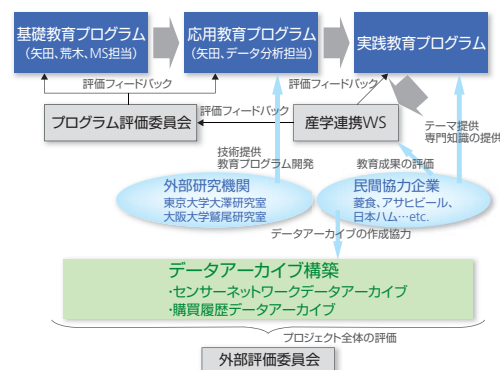 基礎教育プログラム
(矢田、荒木、MS担当)
応用教育プログラム
(矢田、データ分析担当)
実践教育プログラム
評価フィードバック
評価フィードバック
プログラム評価委員会
評価フィードバック
産学連携WS
テーマ提供
専門知識の提供
技術提供
教育プログラム開発
教育成果の評価
外部研究機関
東京大学大澤研究室
大阪大学鷲尾研究室
民間協力企業
菱食、アサヒビール、
日本ハム…etc.
データアーカイブの作成協力
データアーカイブ構築
・センサーネットワークデータアーカイブ
・購買履歴データアーカイブ
プロジェクト全体の評価
外部評価委員会